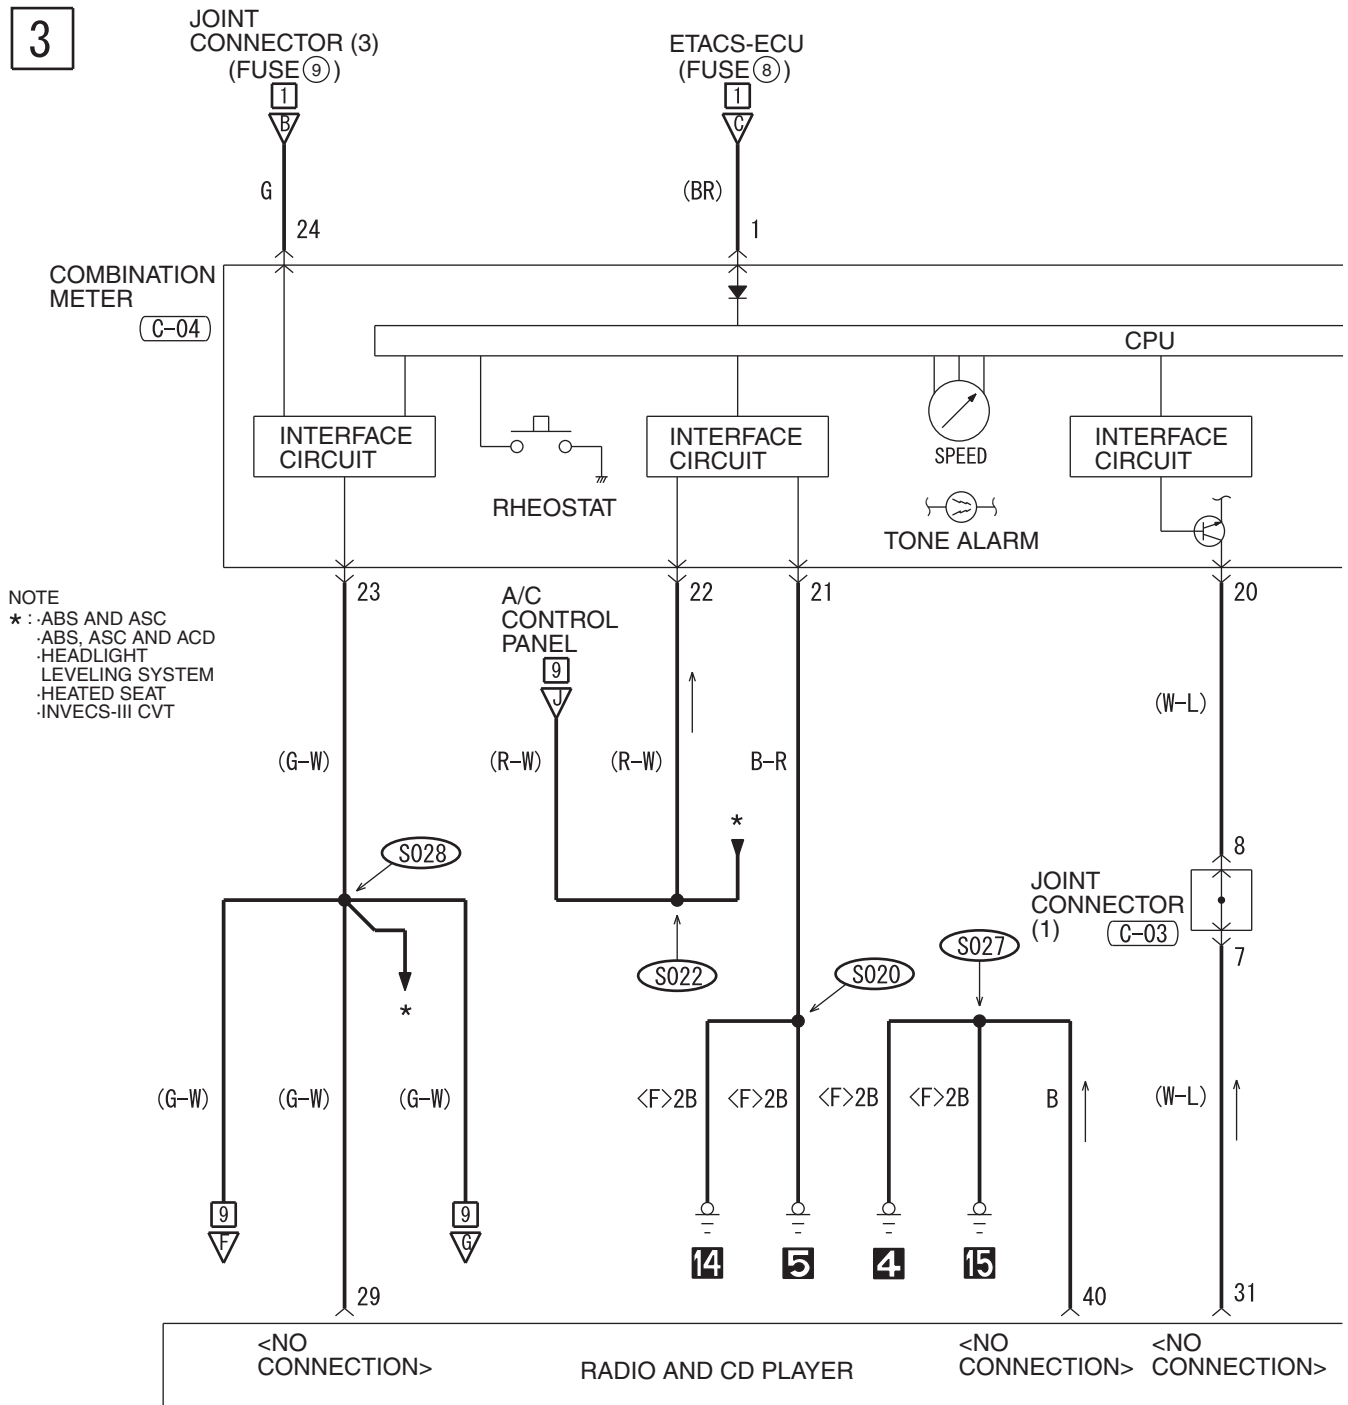 3
JOINT
CONNECTOR (3)
(FUSE⑨)
1
B
ETACS-ECU
(FUSE⑧)
1
C
G
(BR)
24
1
COMBINATION
METER
C-04
CPU
INTERFACE
CIRCUIT
RHEOSTAT
INTERFACE
CIRCUIT
SPEED
TONE ALARM
INTERFACE
CIRCUIT
23
22
21
20
NOTE
* : ·ABS AND ASC
·ABS, ASC AND ACD
·HEADLIGHT
LEVELING SYSTEM
·HEATED SEAT
·INVECS-III CVT
A/C
CONTROL
PANEL
9
J
(W-L)
(G-W)
(R-W)
(R-W)
B-R
*
S028
8
JOINT
CONNECTOR
(1)
C-03
7
S027
S022
S020
*
(G-W)
(G-W)
(G-W)
<F>2B
<F>2B
<F>2B
<F>2B
B
(W-L)
9
F
9
G
14
5
4
15
29
40
31
<NO
CONNECTION>
RADIO AND CD PLAYER
<NO
CONNECTION>
<NO
CONNECTION>